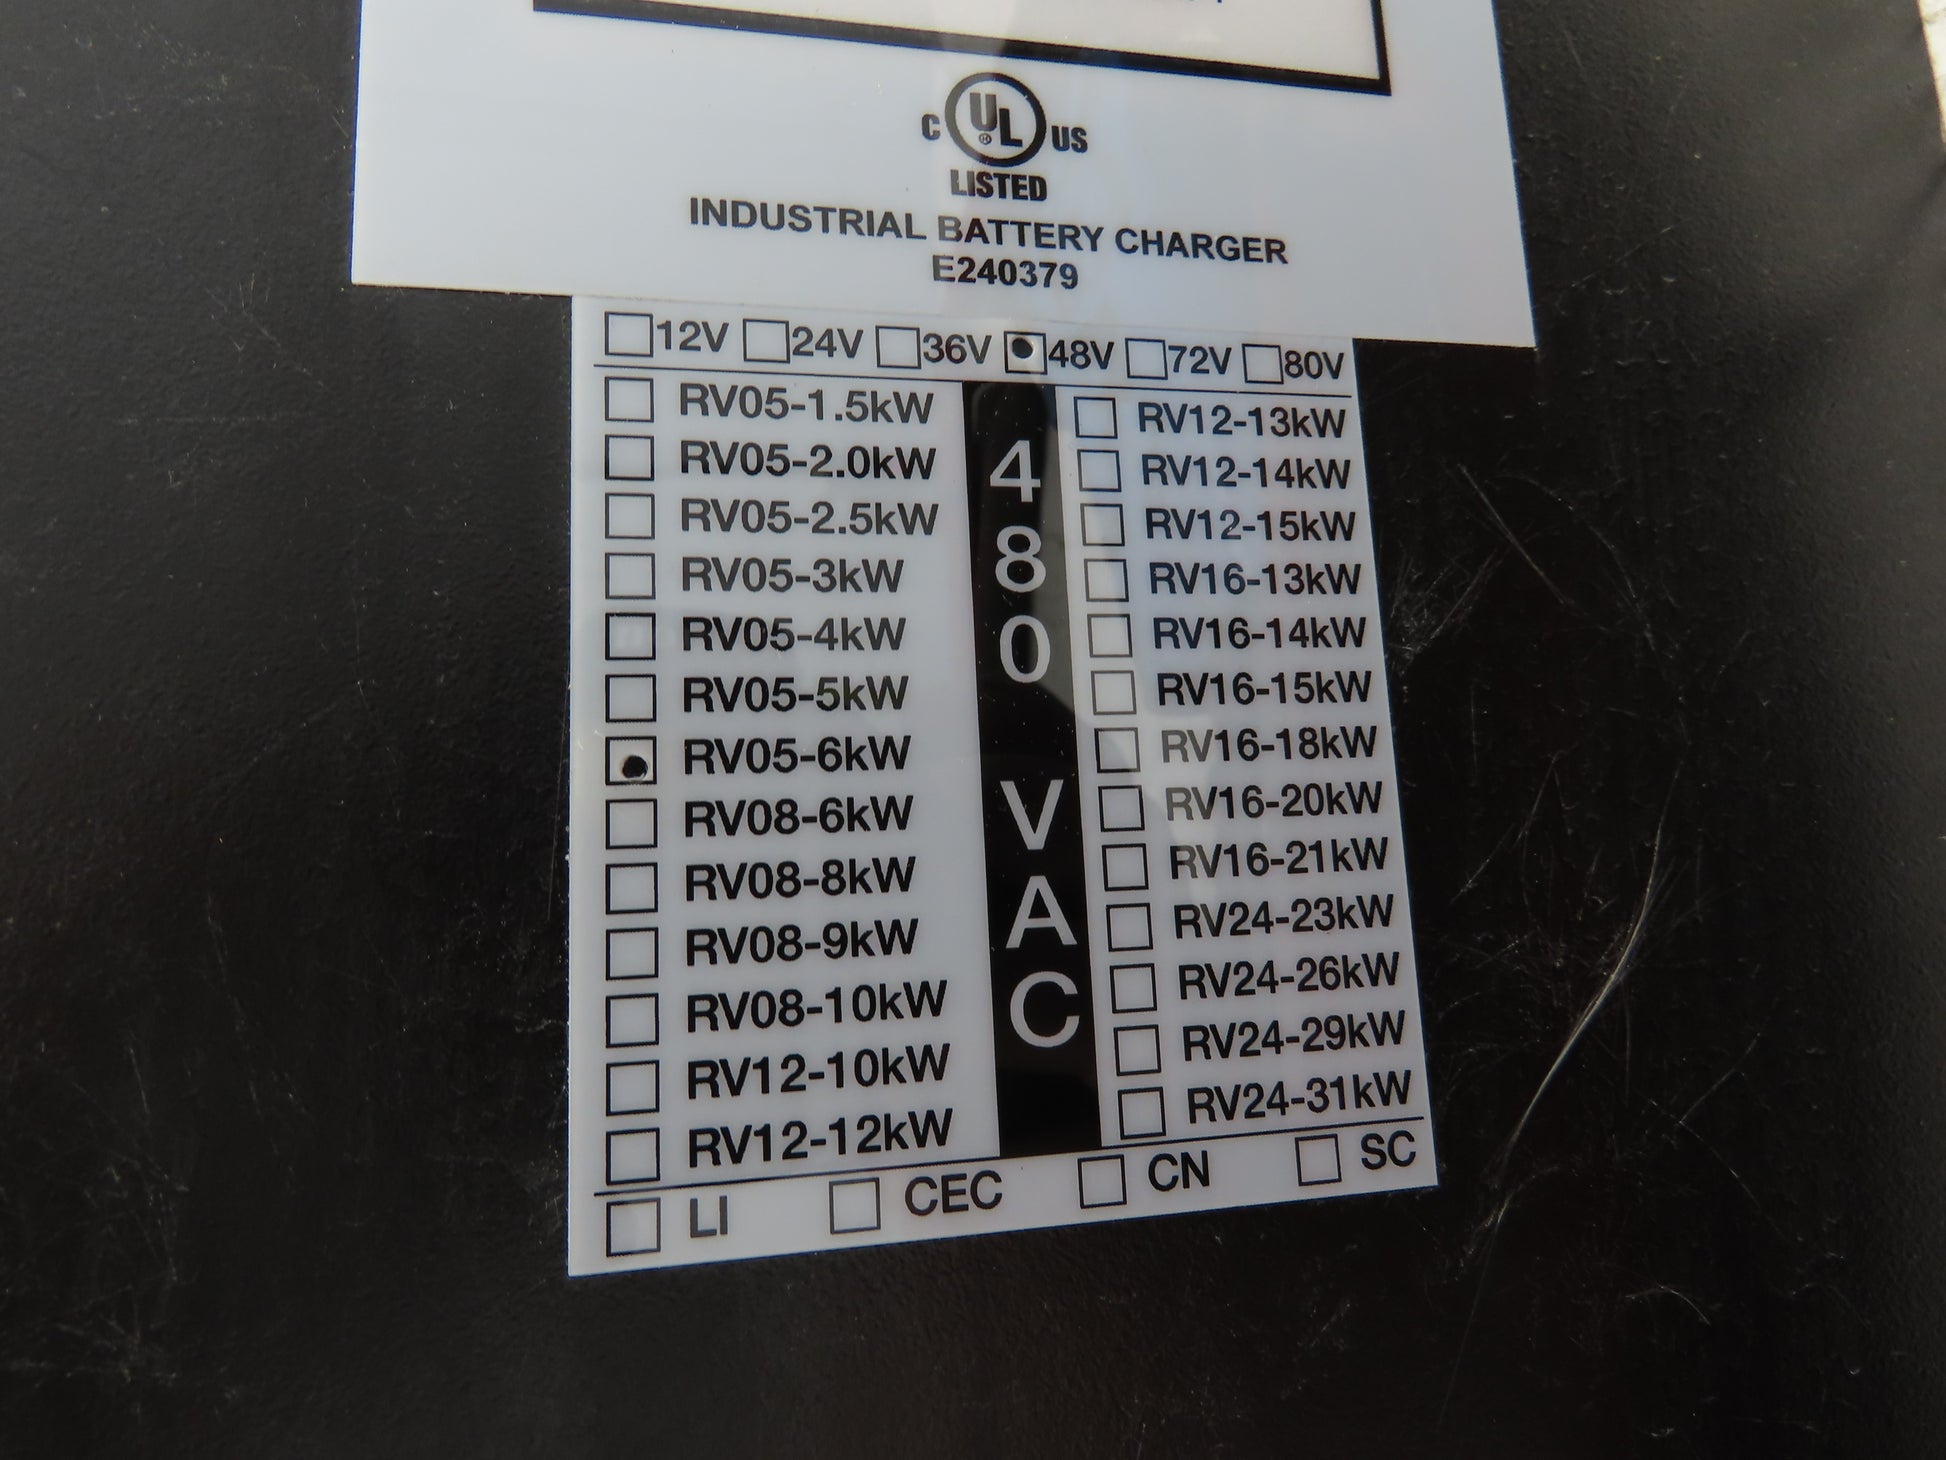 C UL ® US
LISTED
INDUSTRIAL BATTERY CHARGER
E240379
12V 24V 36V 48V 72V 80V
RV05-1.5kW
RV05-2.0kW
RV05-2.5kW
RV05-3kW
RV05-4kW
RV05-5kW
RV05-6kW
RV08-6kW
RV08-8kW
RV08-9kW
RV08-10kW
RV12-10kW
RV12-12kW
480 VAC
RV12-13kW
RV12-14kW
RV12-15kW
RV16-13kW
RV16-14kW
RV16-15kW
RV16-18kW
RV16-20kW
RV16-21kW
RV24-23kW
RV24-26kW
RV24-29kW
RV24-31kW
LI CEC CN SC